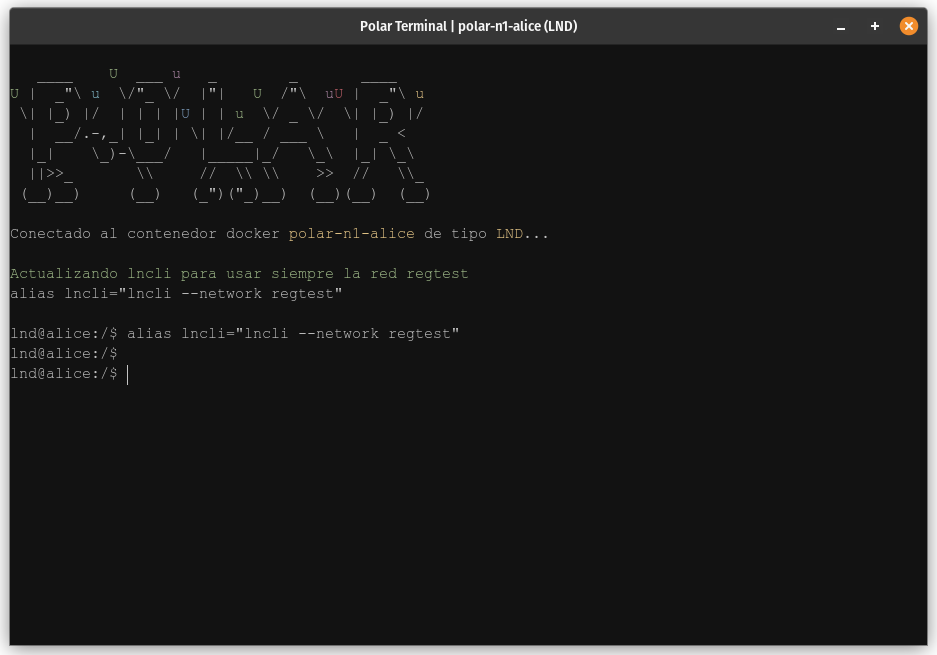 Polar Terminal | polar-n1-alice (LND)
   ____    U  ___ u   _        _       ____
U |  _"\ u  \/"_ \/  |"|   U  /"\  uU |  _"\ u
 \| |_) |/  | | | |U | | u  \/ _ \/  \| |_) |/
  |  __/.-,_| |_| | \| |/__ / ___ \   |  _ <
  |_|    \_)-\___/   |_____|_/   \_\  |_| \_\
  ||>>_       \\     //  \\ \\    >>  //   \\_
 (__)__)     (__)   (_")("_)__)  (__)(__)  (__)
Conectado al contenedor docker polar-n1-alice de tipo LND...
Actualizando lncli para usar siempre la red regtest
alias lncli="lncli --network regtest"
lnd@alice:/$ alias lncli="lncli --network regtest"
lnd@alice:/$
lnd@alice:/$